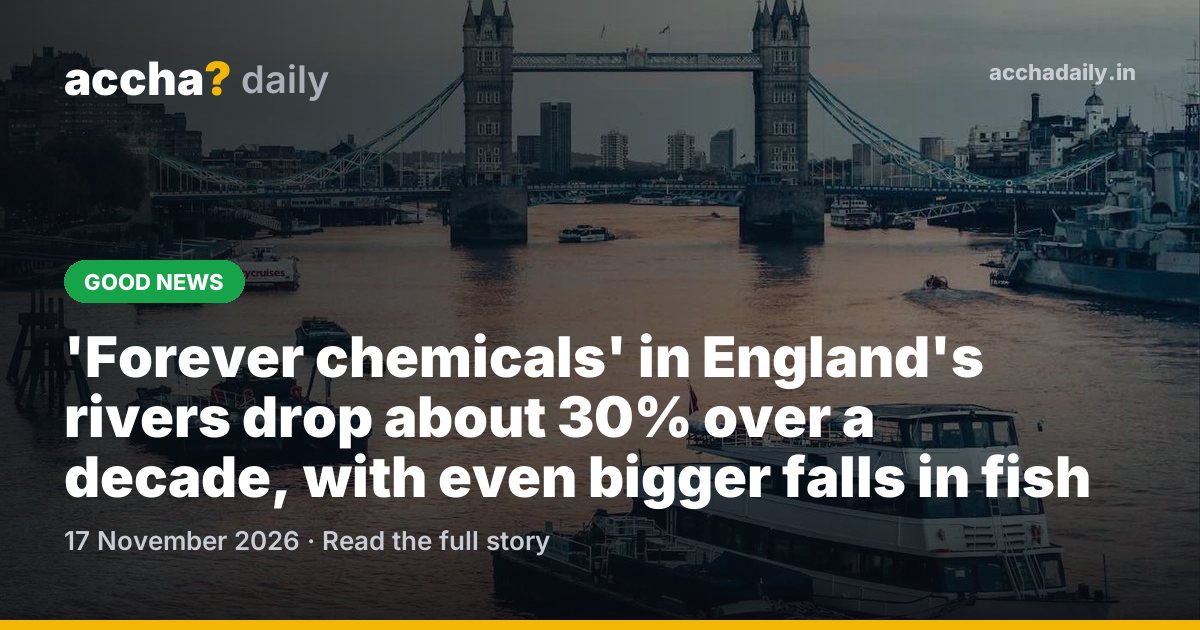 accha? daily
acchadaily.in
GOOD NEWS
ycruises
'Forever chemicals' in England's
rivers drop about 30% over a
decade, with even bigger falls in fish
17 November 2026 · Read the full story